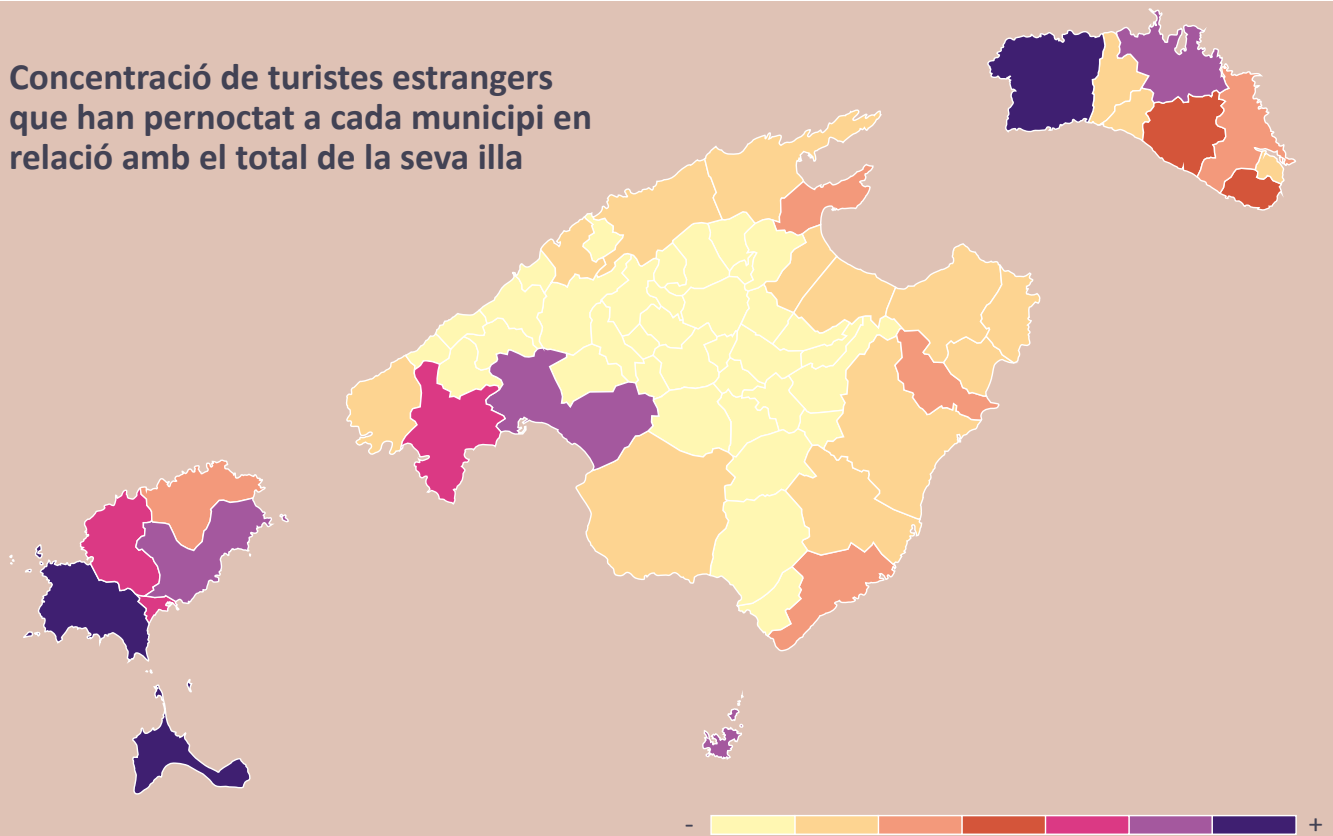 Concentració de turistes estrangers
que han pernoctat a cada municipi en
relació amb el total de la seva illa
- +